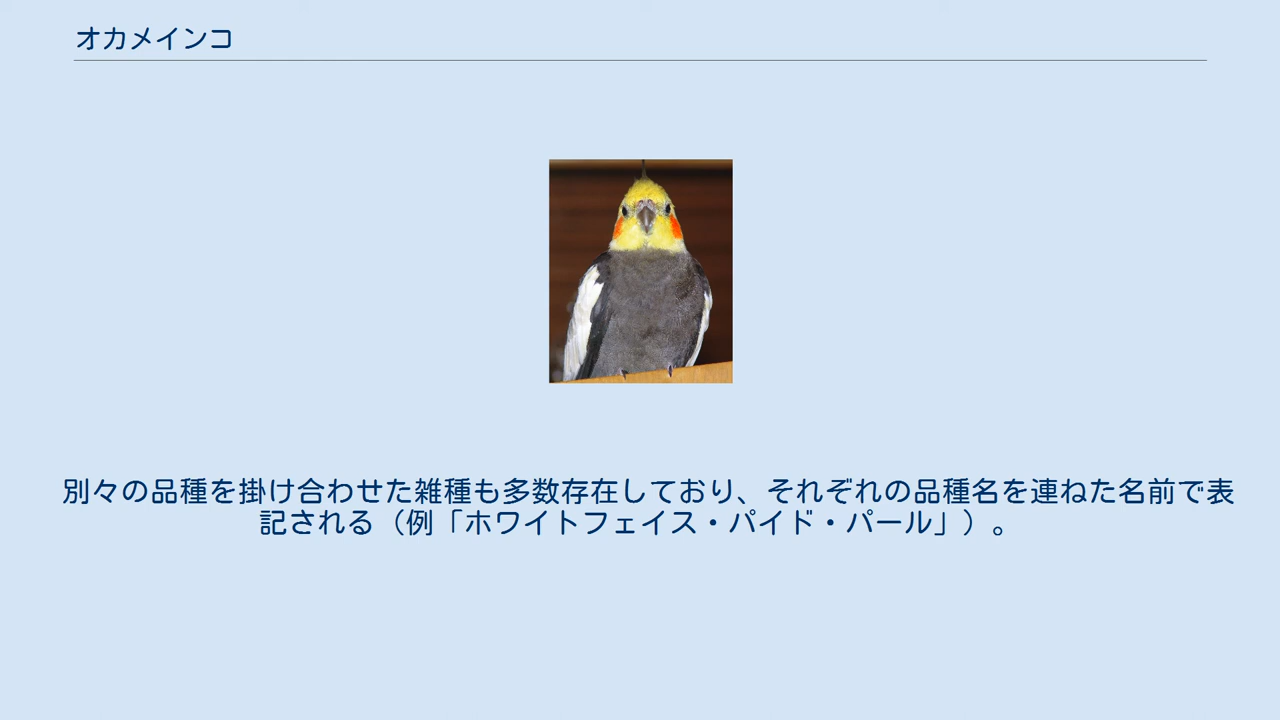 オカメインコ
別々の品種を掛け合わせた雑種も多数存在しており、それぞれの品種名を連ねた名前で表
記される（例「ホワイトフェイス・パイド・パール」）。